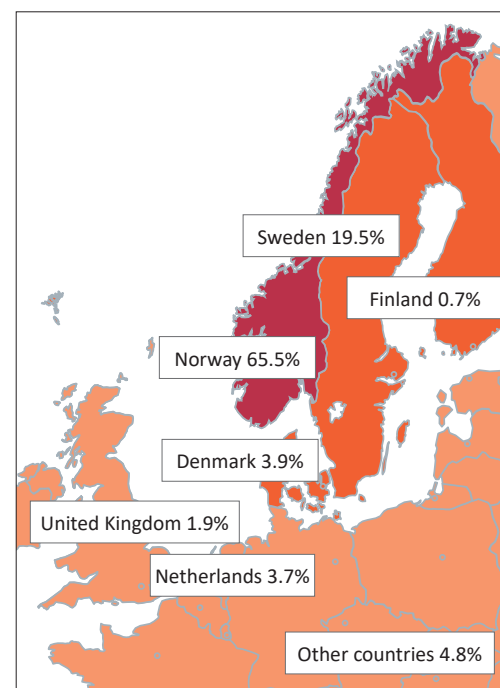 Sweden 19.5%
Finland 0.7%
Norway 65.5%
Denmark 3.9%
United Kingdom 1.9%
Netherlands 3.7%
Other countries 4.8%